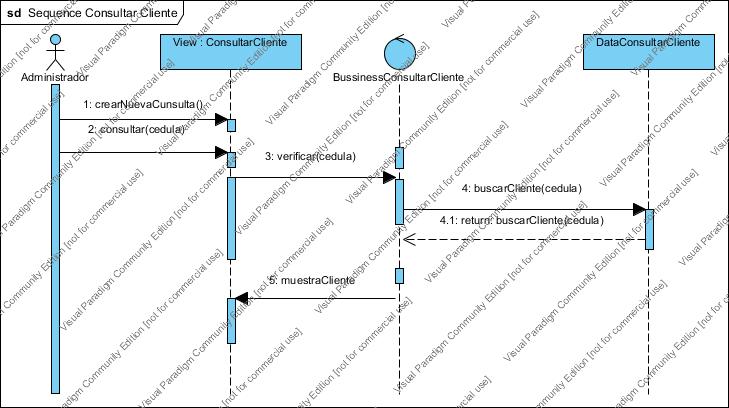 sd Sequence Consultar Cliente
View : ConsultarCliente
DataConsultarCliente
Administrador
BussinessConsultarCliente
1: crearNuevaCunsulta()
2: consultar(cedula)
3: verificar(cedula)
4: buscarCliente(cedula)
4.1: return: buscarCliente(cedula)
5: muestraCliente
Visual Paradigm Community Edition [not for commercial use]